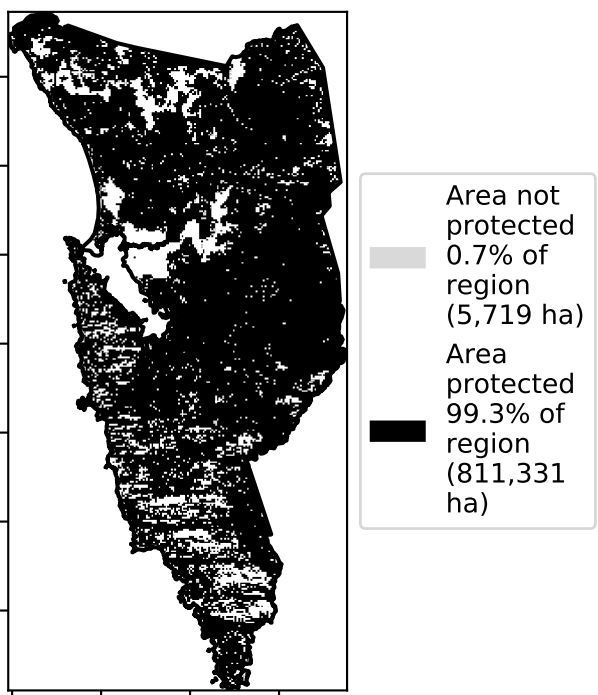 Area not
protected
0.7% of
region
(5,719 ha)
Area
protected
99.3% of
region
(811,331
ha)